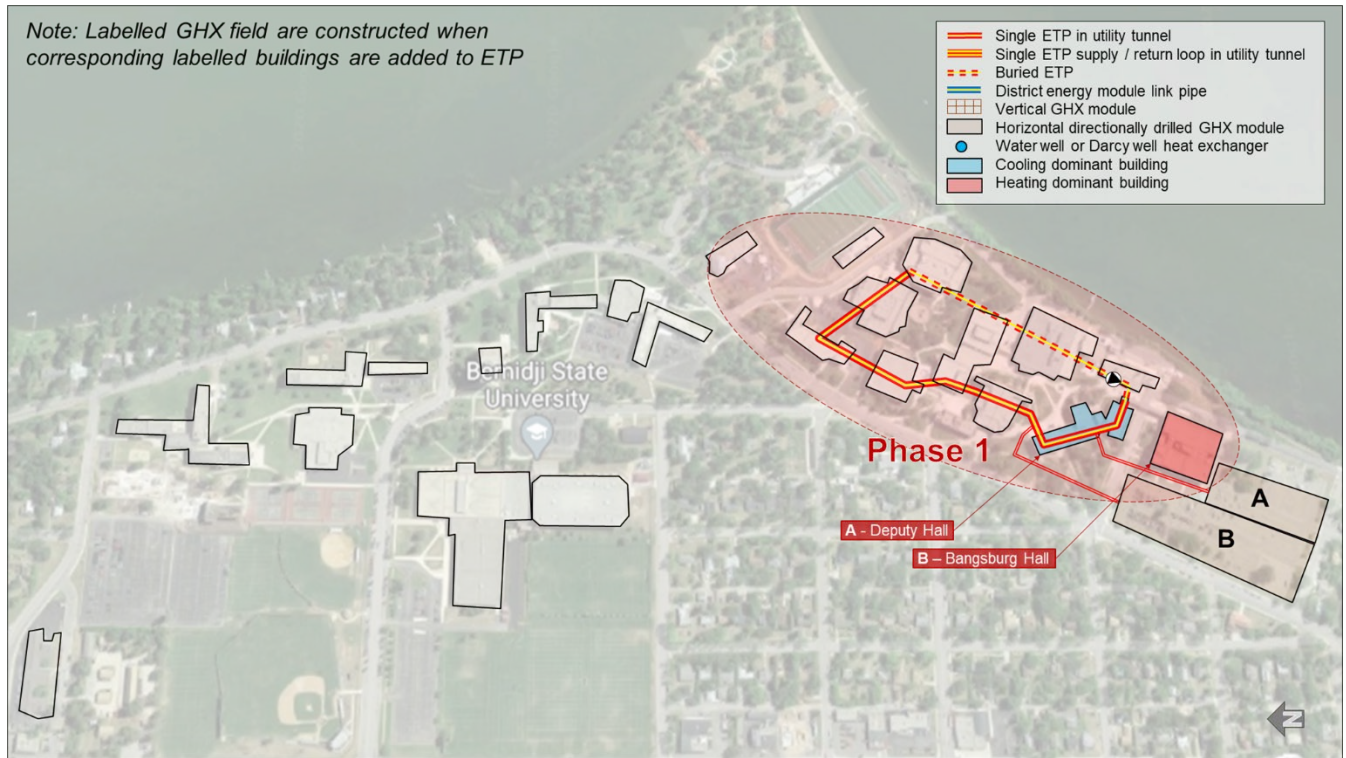 Note: Labelled GHX field are constructed when
corresponding labelled buildings are added to ETP
Single ETP in utility tunnel
Single ETP supply / return loop in utility tunnel
Buried ETP
District energy module link pipe
Vertical GHX module
Horizontal directionally drilled GHX module
Water well or Darcy well heat exchanger
Cooling dominant building
Heating dominant building
Bemidji State
University
Phase 1
A - Deputy Hall
B – Bangsburg Hall
A
B
N